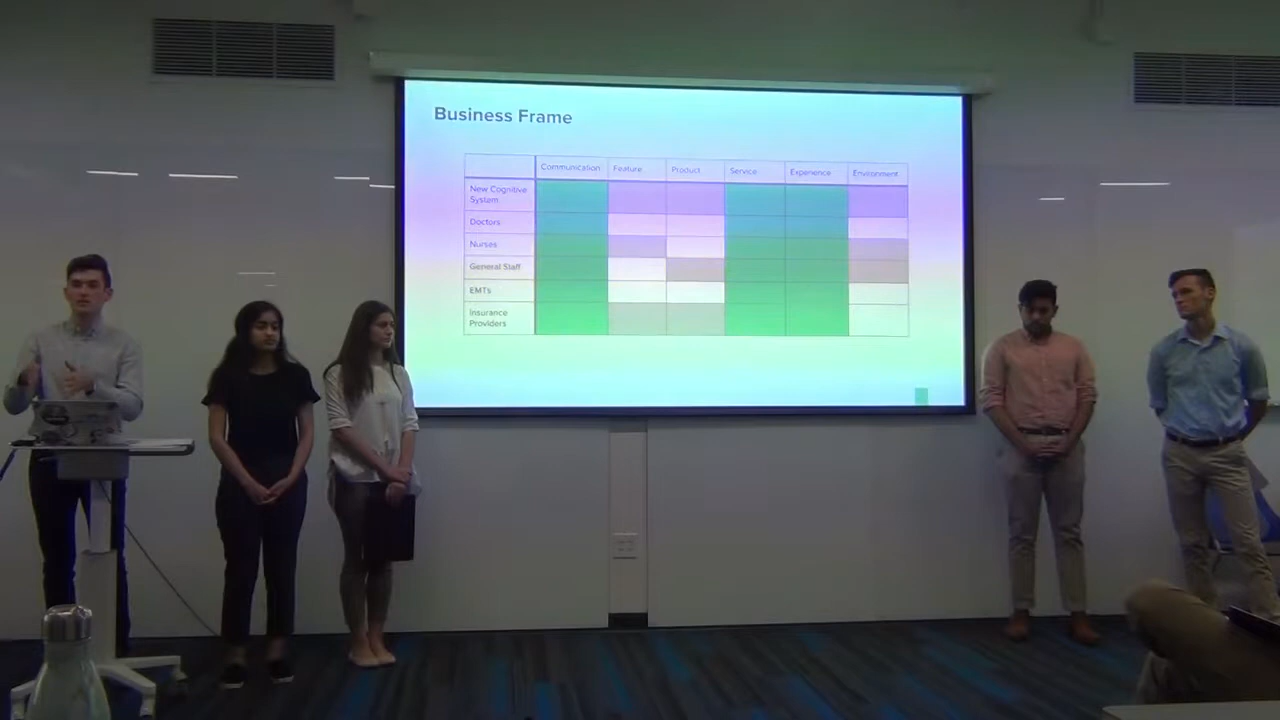 Business Frame
Communication Feature Product Service Experience Environment
New Cognitive
System
Doctors
Nurses
General Staff
EMTs
Insurance
Providers